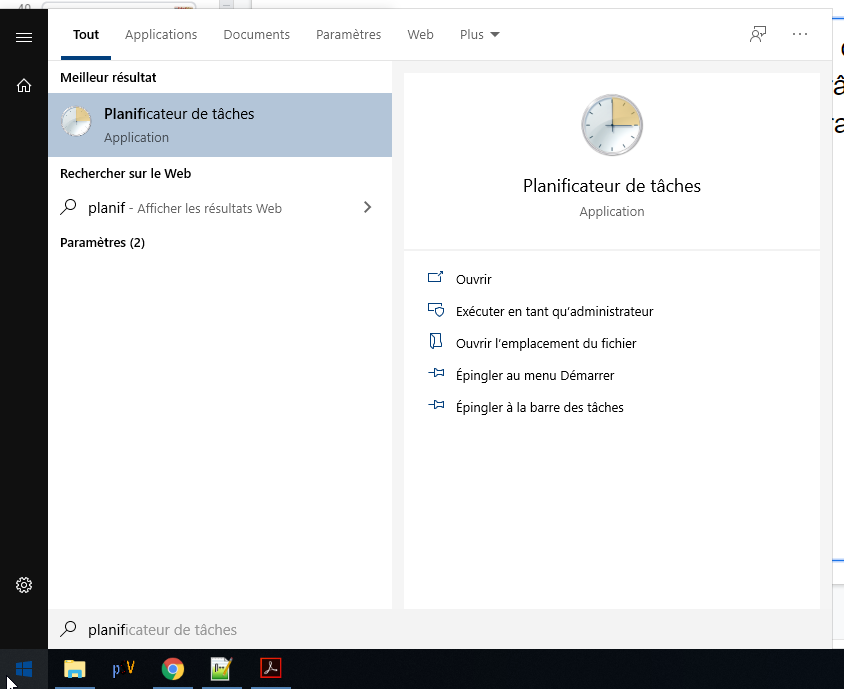 Tout Applications Documents Paramètres Web Plus
Meilleur résultat
Planificateur de tâches
Application
Rechercher sur le Web
planif - Afficher les résultats Web
Paramètres (2)
Planificateur de tâches
Application
Ouvrir
Exécuter en tant qu'administrateur
Ouvrir l'emplacement du fichier
Épingler au menu Démarrer
Épingler à la barre des tâches
planificateur de tâches